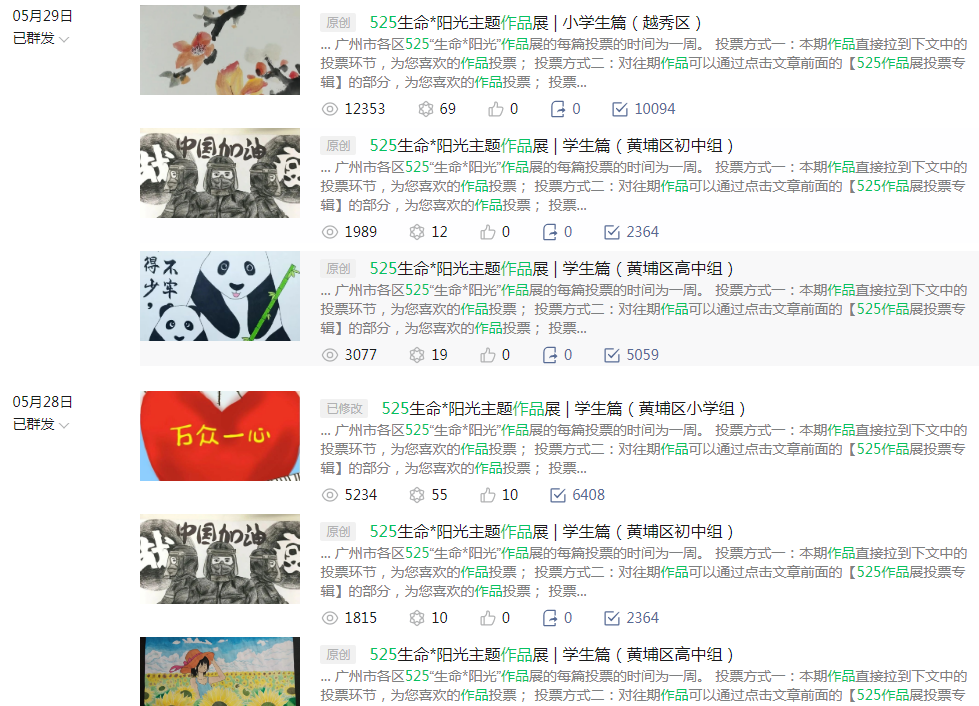 05月29日
已群发
原创 525生命*阳光主题作品展 | 小学生篇（越秀区）
... 广州市各区525“生命*阳光”作品展的每篇投票的时间为一周。 投票方式一：本期作品直接拉到下文中的
投票环节，为您喜欢的作品投票； 投票方式二：对往期作品可以通过点击文章前面的【525作品展投票专
辑】的部分，为您喜欢的作品投票； 投票...
12353 69 0 0 10094
中国加油
原创 525生命*阳光主题作品展 | 学生篇（黄埔区初中组）
... 广州市各区525“生命*阳光”作品展的每篇投票的时间为一周。 投票方式一：本期作品直接拉到下文中的
投票环节，为您喜欢的作品投票； 投票方式二：对往期作品可以通过点击文章前面的【525作品展投票专
辑】的部分，为您喜欢的作品投票； 投票...
1989 12 0 0 2364
得不
牢
少，
原创 525生命*阳光主题作品展 | 学生篇（黄埔区高中组）
... 广州市各区525“生命*阳光”作品展的每篇投票的时间为一周。 投票方式一：本期作品直接拉到下文中的
投票环节，为您喜欢的作品投票； 投票方式二：对往期作品可以通过点击文章前面的【525作品展投票专
辑】的部分，为您喜欢的作品投票； 投票...
3077 19 0 0 5059
05月28日
已群发
万众一心
已修改 525生命*阳光主题作品展 | 学生篇（黄埔区小学组）
... 广州市各区525“生命*阳光”作品展的每篇投票的时间为一周。 投票方式一：本期作品直接拉到下文中的
投票环节，为您喜欢的作品投票； 投票方式二：对往期作品可以通过点击文章前面的【525作品展投票专
辑】的部分，为您喜欢的作品投票； 投票...
5234 55 10 6408
中国加油
原创 525生命*阳光主题作品展 | 学生篇（黄埔区初中组）
... 广州市各区525“生命*阳光”作品展的每篇投票的时间为一周。 投票方式一：本期作品直接拉到下文中的
投票环节，为您喜欢的作品投票； 投票方式二：对往期作品可以通过点击文章前面的【525作品展投票专
辑】的部分，为您喜欢的作品投票； 投票...
1815 10 0 0 2364
原创 525生命*阳光主题作品展 | 学生篇（黄埔区高中组）
... 广州市各区525“生命*阳光”作品展的每篇投票的时间为一周。 投票方式一：本期作品直接拉到下文中的
投票环节，为您喜欢的作品投票； 投票方式二：对往期作品可以通过点击文章前面的【525作品展投票专